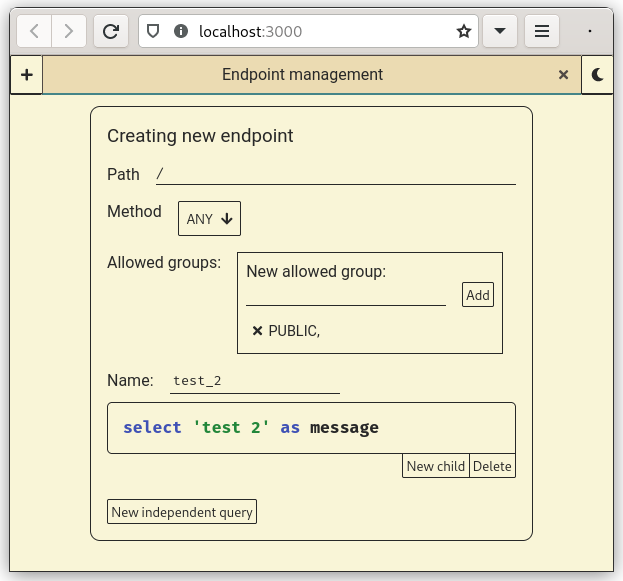 localhost:3000
Endpoint management
Creating new endpoint
Path /
Method ANY
Allowed groups:
New allowed group:
Add
PUBLIC,
Name: test_2
select 'test 2' as message
New child Delete
New independent query